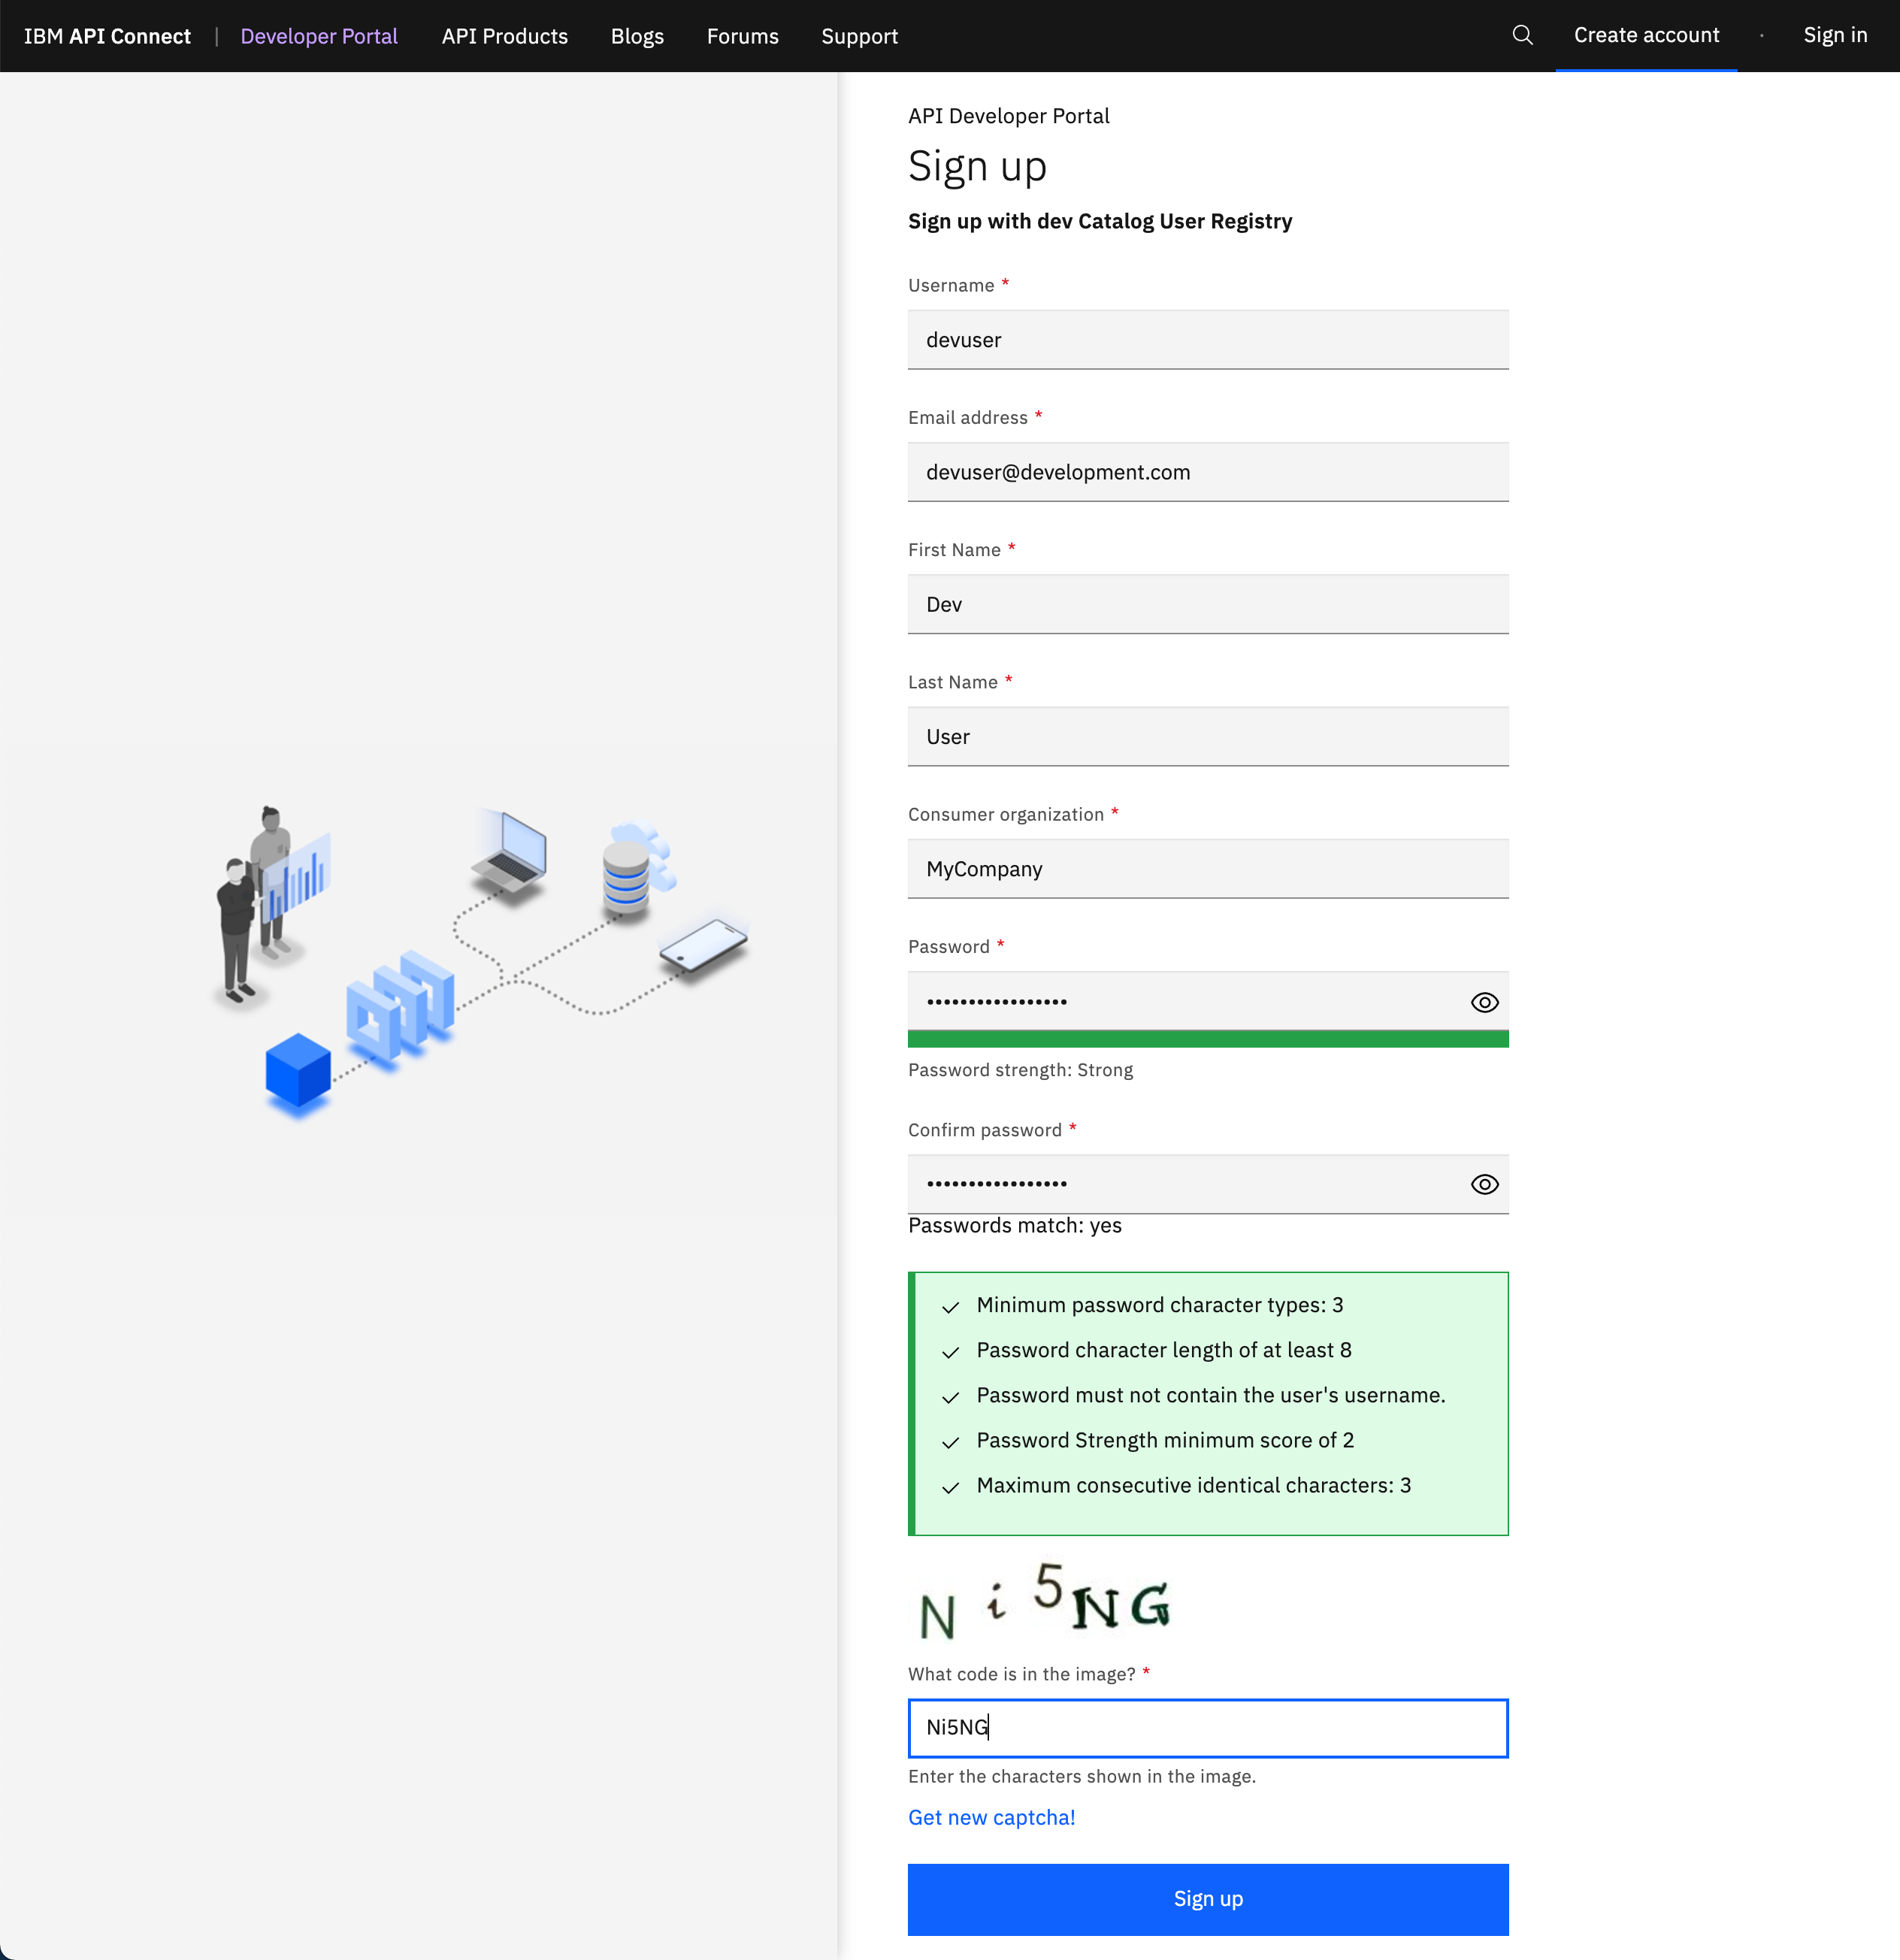 IBM API Connect | Developer Portal API Products Blogs Forums Support Create account · Sign in
API Developer Portal
Sign up
Sign up with dev Catalog User Registry
Username *
devuser
Email address *
devuser@development.com
First Name *
Dev
Last Name *
User
Consumer organization *
MyCompany
Password *
•••••••••••••••••
Password strength: Strong
Confirm password *
•••••••••••••••••
Passwords match: yes
Minimum password character types: 3
Password character length of at least 8
Password must not contain the user's username.
Password Strength minimum score of 2
Maximum consecutive identical characters: 3
Ni5NG
What code is in the image? *
Ni5NG
Enter the characters shown in the image.
Get new captcha!
Sign up